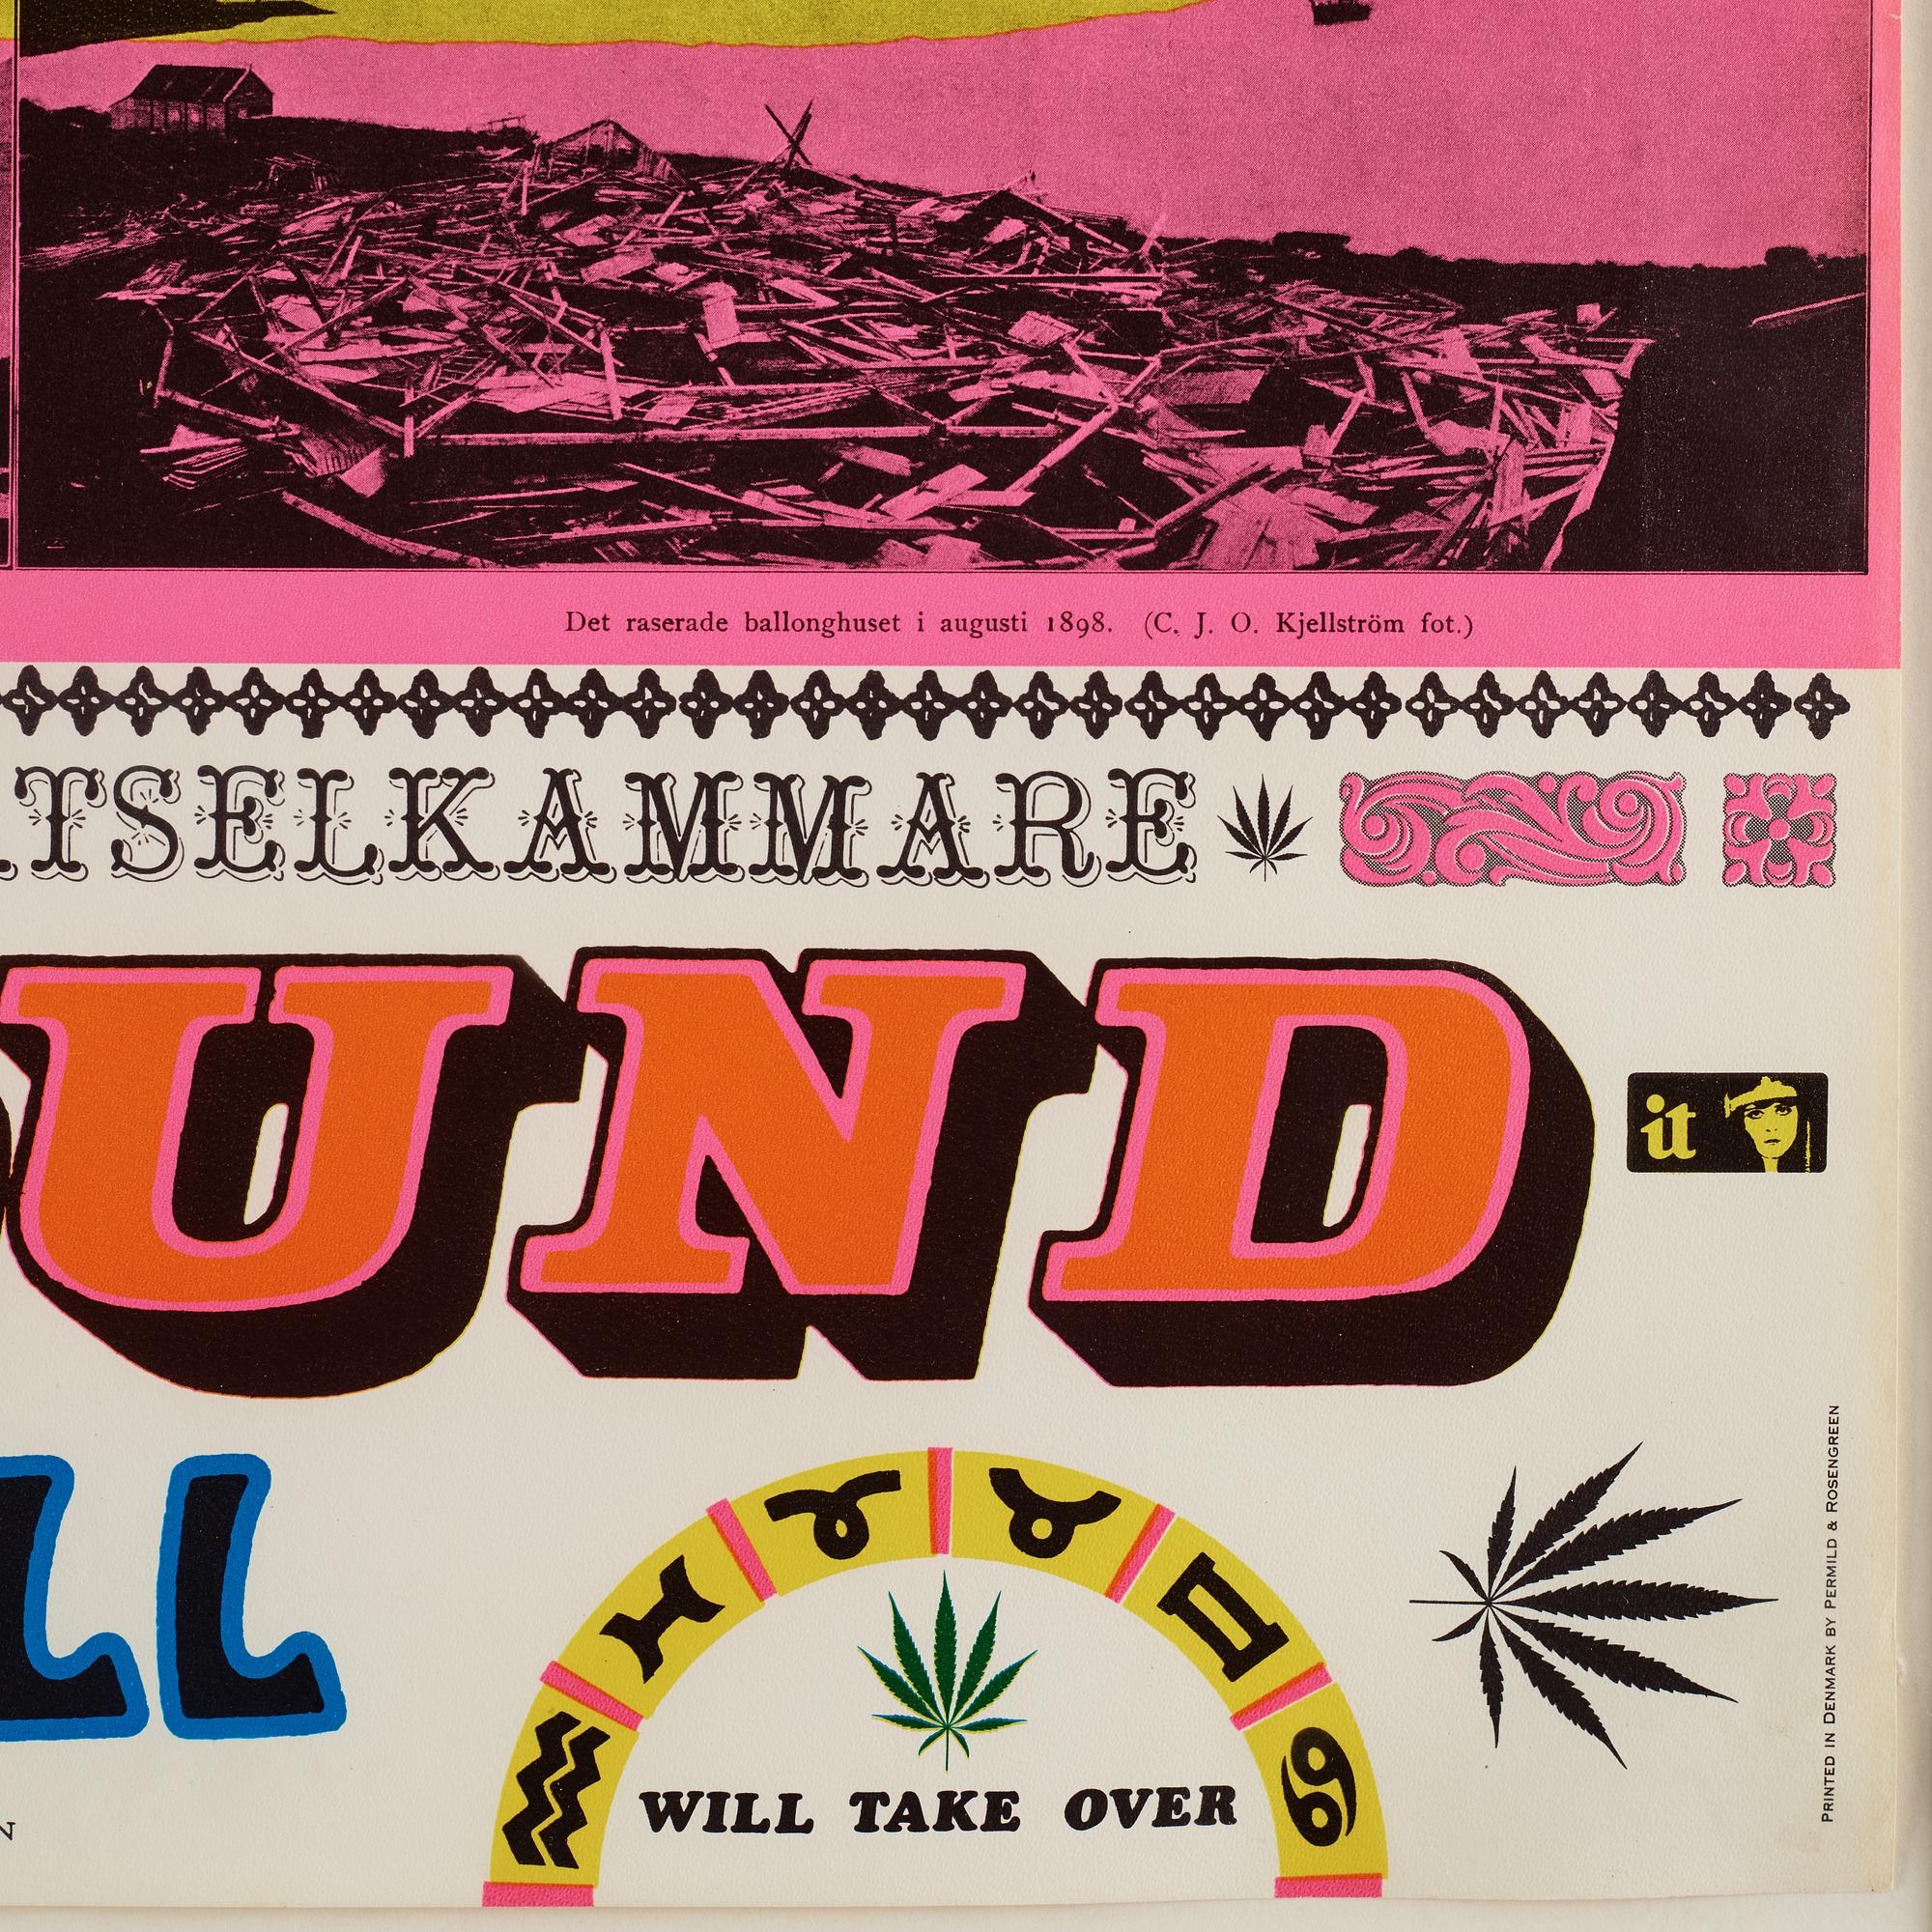 Det raserade ballonghuset i augusti 1898. (C. J. O. Kjellström fot.)
TSELKAMMARE
UND
it
LL
WILL TAKE OVER
PRINTED IN DENMARK BY PERMILD & ROSENGREEN